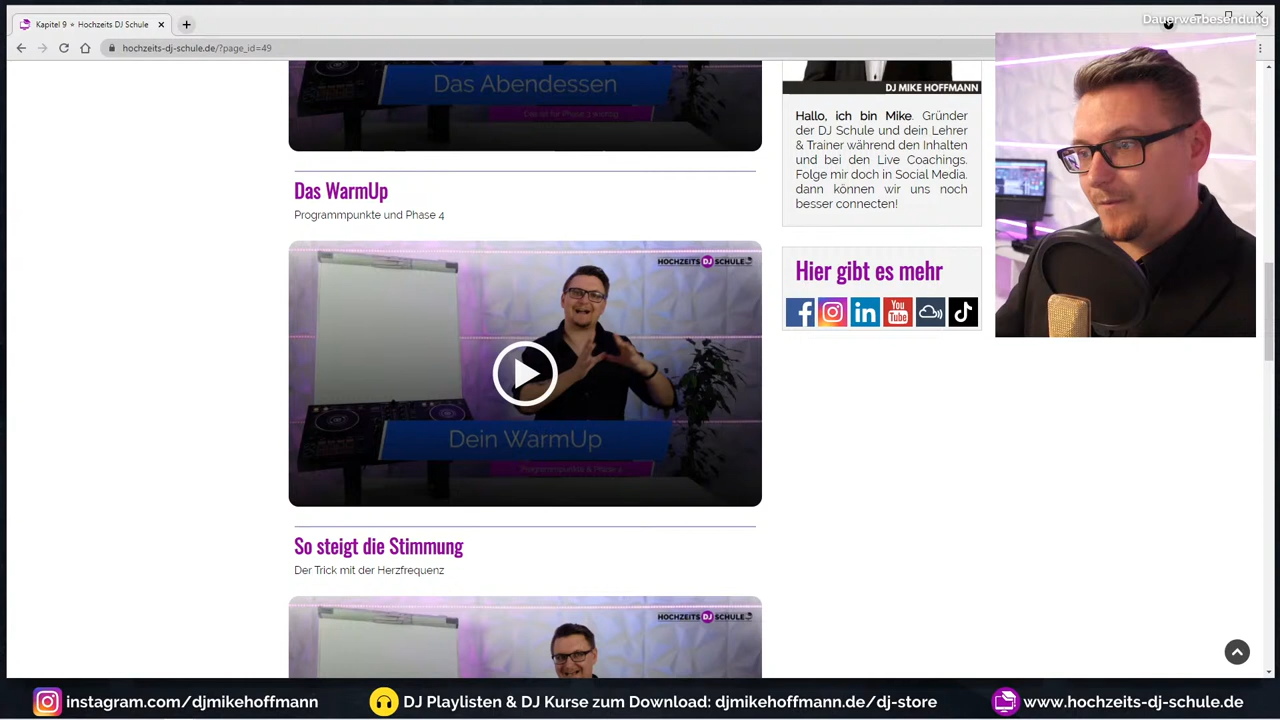 Kapitel 9 ⭐ Hochzeits DJ Schule
Dauerwerbesendung
hochzeits-dj-schule.de/?page_id=49
Das Abendessen
DJ MIKE HOFFMANN
Hallo, ich bin Mike. Gründer
der DJ Schule und dein Lehrer
& Trainer während den Inhalten
und bei den Live Coachings.
Folge mir doch in Social Media.
dann können wir uns noch
besser connecten!
Das WarmUp
Programmpunkte und Phase 4
HOCHZEITS DJ SCHULE
Dein WarmUp
Programmpunkte & Phase 4
Hier gibt es mehr
You
Tube
So steigt die Stimmung
Der Trick mit der Herzfrequenz
HOCHZEITS DJ SCHULE
instagram.com/djmikehoffmann
DJ Playlisten & DJ Kurse zum Download: djmikehoffmann.de/dj-store
www.hochzeits-dj-schule.de